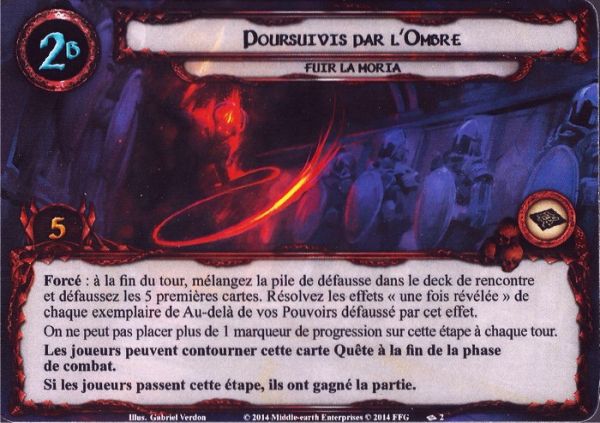 2B
Poursuivis par l'Ombre
Fuir la Moria
5
Forcé : à la fin du tour, mélangez la pile de défausse dans le deck de rencontre
et défaussez les 5 premières cartes. Résolvez les effets « une fois révélée » de
chaque exemplaire de Au-delà de vos Pouvoirs défaussé par cet effet.
On ne peut pas placer plus de 1 marqueur de progression sur cette étape à chaque tour.
Les joueurs peuvent contourner cette carte Quête à la fin de la phase
de combat.
Si les joueurs passent cette étape, ils ont gagné la partie.
Illus. Gabriel Verdon © 2014 Middle-earth Enterprises © 2014 FFG 2